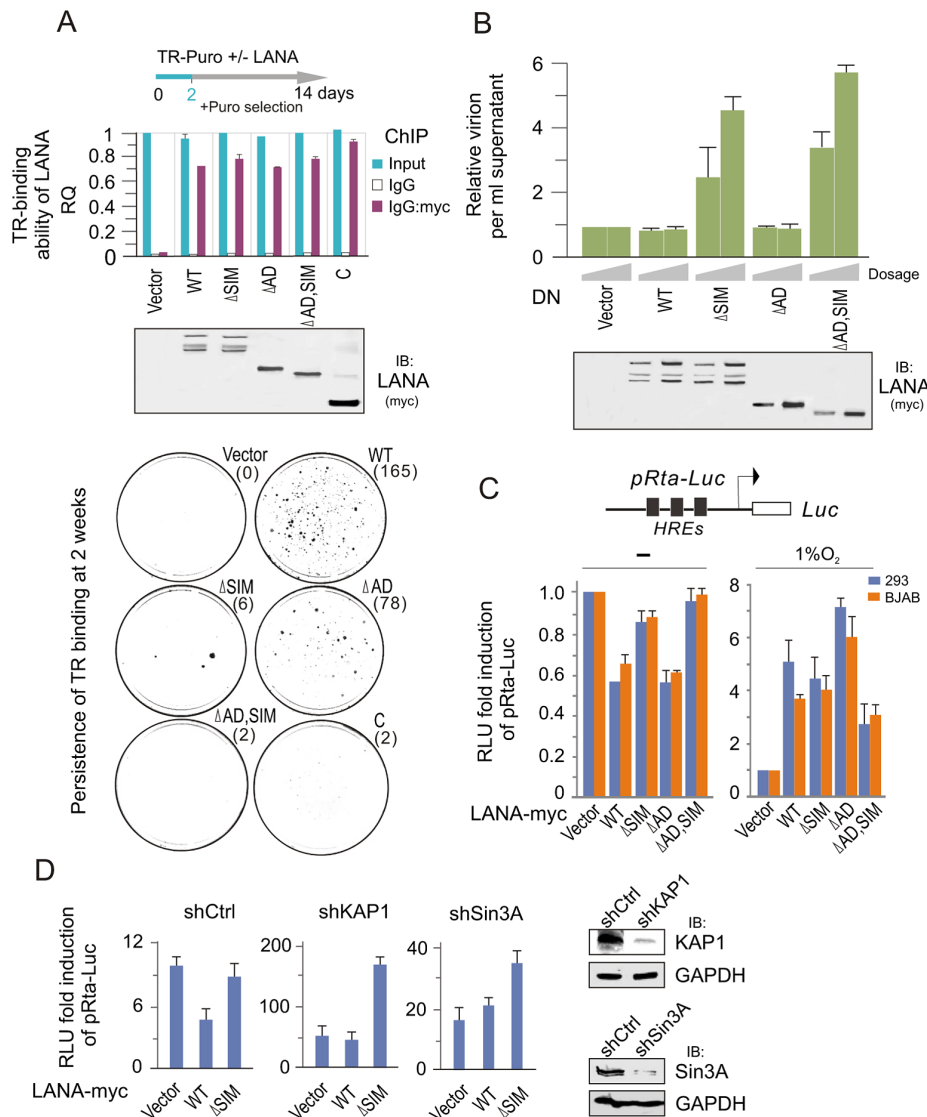 A
TR-Puro +/- LANA
0 2 14 days
+Puro selection
TR-binding
ability of LANA
RQ
1
0.8
0.6
0.4
0.2
0
ChIP
Input
IgG
IgG:myc
Vector
WT
ΔSIM
ΔAD
ΔAD,SIM
C
IB:
LANA
(myc)
Persistence of TR binding at 2 weeks
Vector
(0)
WT
(165)
ΔSIM
(6)
ΔAD
(78)
ΔAD,SIM
(2)
C
(2)
B
Relative virion
per ml supernatant
6
4
2
0
Dosage
DN
Vector
WT
ΔSIM
ΔAD
ΔAD,SIM
IB:
LANA
(myc)
C
pRta-Luc
HREs
Luc
–
1%O₂
RLU fold induction
of pRta-Luc
1.0
0.8
0.6
0.4
0.2
0
8
6
4
2
0
293
BJAB
LANA-myc
Vector
WT
ΔSIM
ΔAD
ΔAD,SIM
Vector
WT
ΔSIM
ΔAD
ΔAD,SIM
D
RLU fold induction
of pRta-Luc
shCtrl
12
9
6
3
0
shKAP1
200
100
0
shSin3A
40
20
0
LANA-myc
Vector
WT
ΔSIM
Vector
WT
ΔSIM
Vector
WT
ΔSIM
shCtrl
shKAP1
IB:
KAP1
GAPDH
shCtrl
shSin3A
IB:
Sin3A
GAPDH